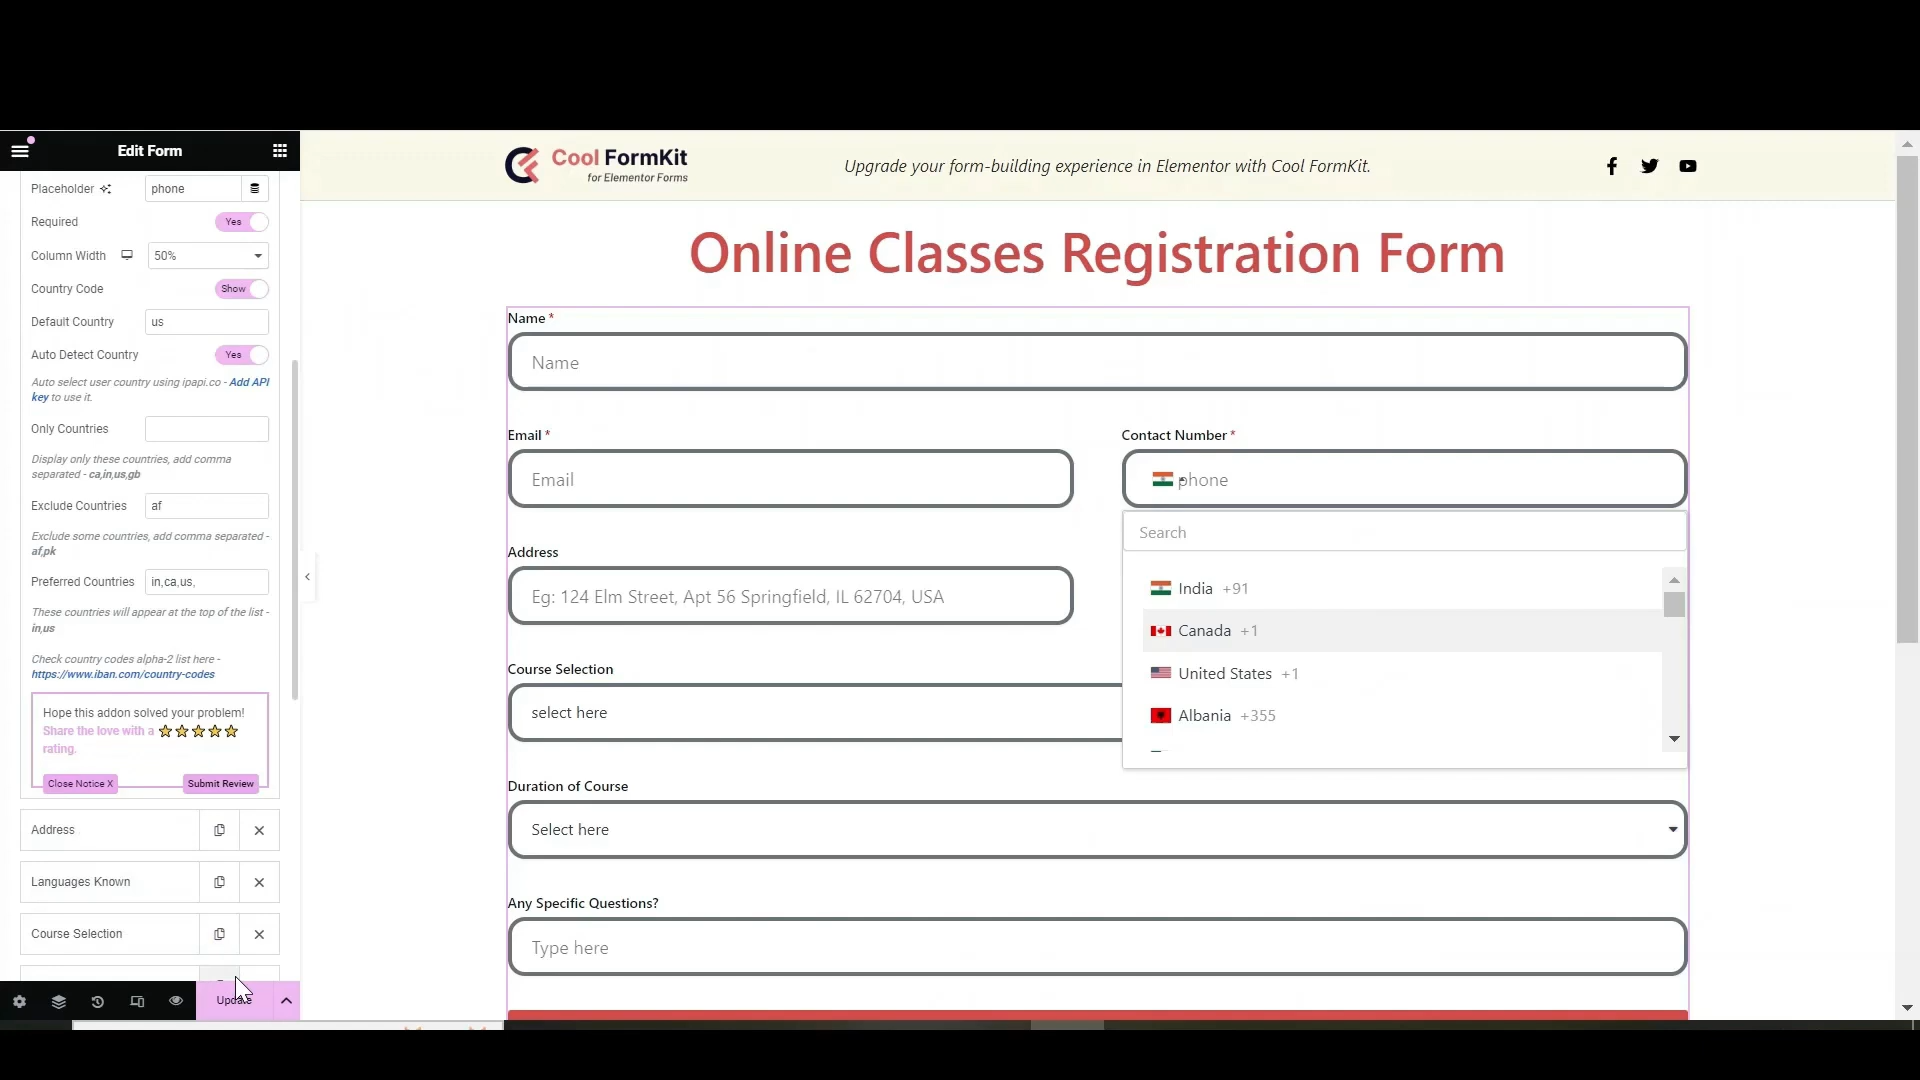 Edit Form
Placeholder
phone
Required
Yes
Column Width
50%
Country Code
Show
Default Country
us
Auto Detect Country
Yes
Auto select user country using ipapi.co - Add API
key to use it.
Only Countries
Display only these countries, add comma
separated - ca,in,us,gb
Exclude Countries
af
Exclude some countries, add comma separated -
af,pk
Preferred Countries
in,ca,us,
These countries will appear at the top of the list -
in,us
Check country codes alpha-2 list here -
https://www.iban.com/country-codes
Hope this addon solved your problem!
Share the love with a
rating.
Close Notice X
Submit Review
Address
Languages Known
Course Selection
Update
Cool FormKit
for Elementor Forms
Upgrade your form-building experience in Elementor with Cool FormKit.
Online Classes Registration Form
Name *
Name
Email *
Email
Contact Number *
phone
Search
India +91
Canada +1
United States +1
Albania +355
Address
Eg: 124 Elm Street, Apt 56 Springfield, IL 62704, USA
Course Selection
select here
Duration of Course
Select here
Any Specific Questions?
Type here